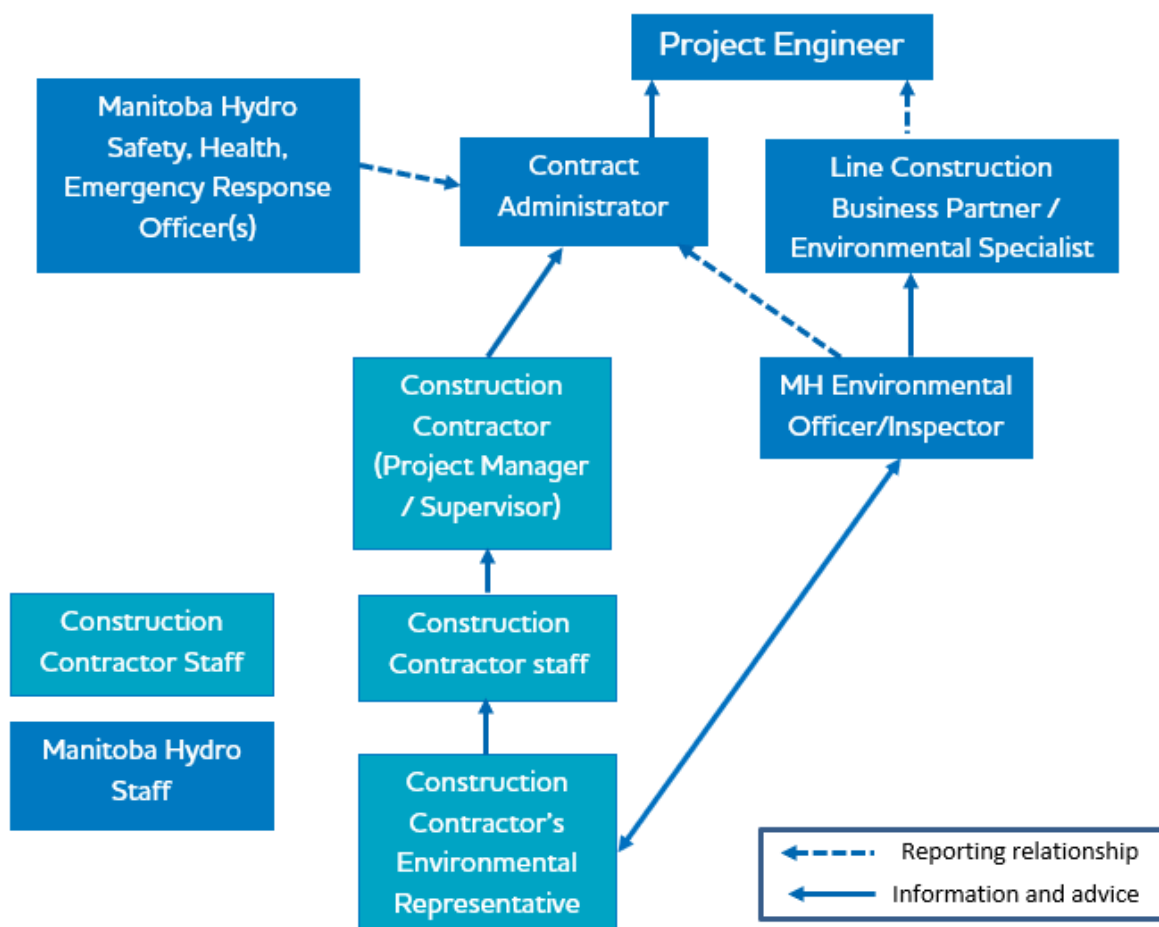 Project Engineer
Manitoba Hydro
Safety, Health,
Emergency Response
Officer(s)
Contract
Administrator
Line Construction
Business Partner /
Environmental Specialist
Construction
Contractor
(Project Manager
/ Supervisor)
MH Environmental
Officer/Inspector
Construction
Contractor Staff
Construction
Contractor staff
Manitoba Hydro
Staff
Construction
Contractor's
Environmental
Representative
Reporting relationship
Information and advice